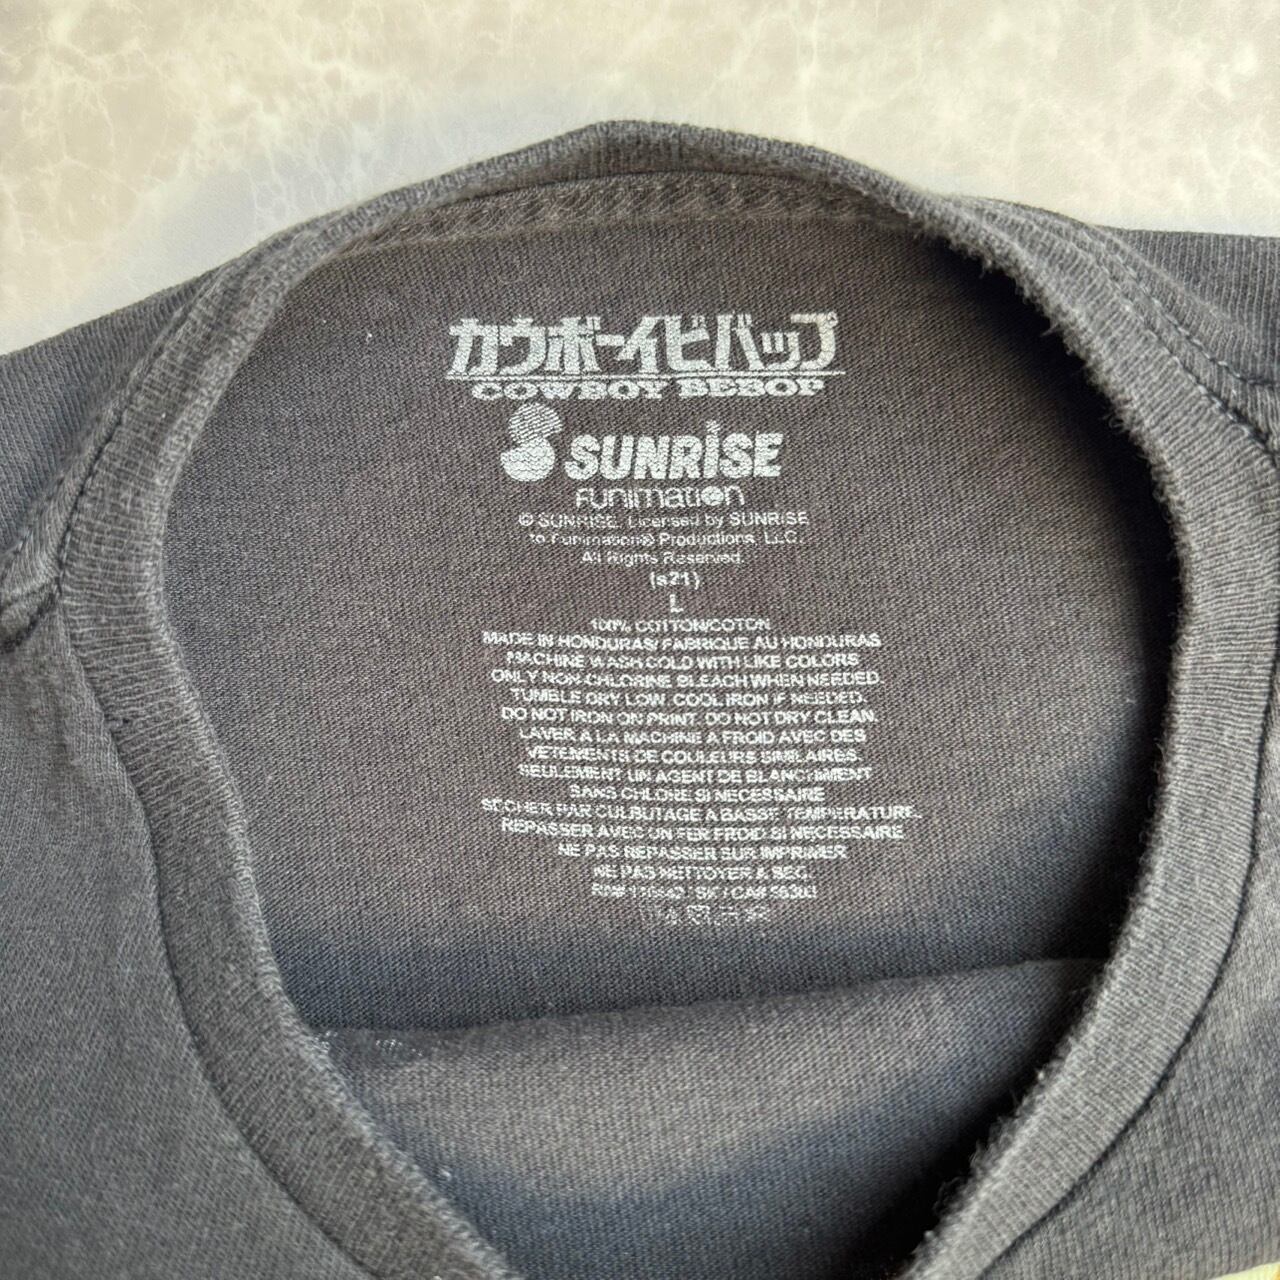 カウボーイビバップ
COWBOY BEBOP
SUNRiSE
Funimation
© SUNRISE. Licensed by SUNRISE
to Funimation® Productions, LLC.
All Rights Reserved.
(s21)
L
100% COTTON/COTON
MADE IN HONDURAS/ FABRIQUE AU HONDURAS
MACHINE WASH COLD WITH LIKE COLORS
ONLY NON-CHLORINE BLEACH WHEN NEEDED.
TUMBLE DRY LOW. COOL IRON IF NEEDED.
DO NOT IRON ON PRINT. DO NOT DRY CLEAN.
LAVER A LA MACHINE A FROID AVEC DES
VETEMENTS DE COULEURS SIMILAIRES.
SEULEMENT UN AGENT DE BLANCHIMENT
SANS CHLORE SI NECESSAIRE
SECHER PAR CULBUTAGE A BASSE TEMPERATURE.
REPASSER AVEC UN FER FROID SI NECESSAIRE
NE PAS REPASSER SUR IMPRIMER
NE PAS NETTOYER A SEC.
RN# / CA#